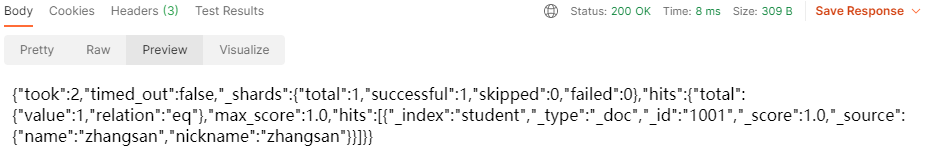 Body Cookies Headers (3) Test Results Status: 200 OK Time: 8 ms Size: 309 B Save Response
Pretty Raw Preview Visualize
{"took":2,"timed_out":false,"_shards":{"total":1,"successful":1,"skipped":0,"failed":0},"hits":{"total":
{"value":1,"relation":"eq"},"max_score":1.0,"hits":[{"_index":"student","_type":"_doc","_id":"1001","_score":1.0,"_source":
{"name":"zhangsan","nickname":"zhangsan"}}]}}